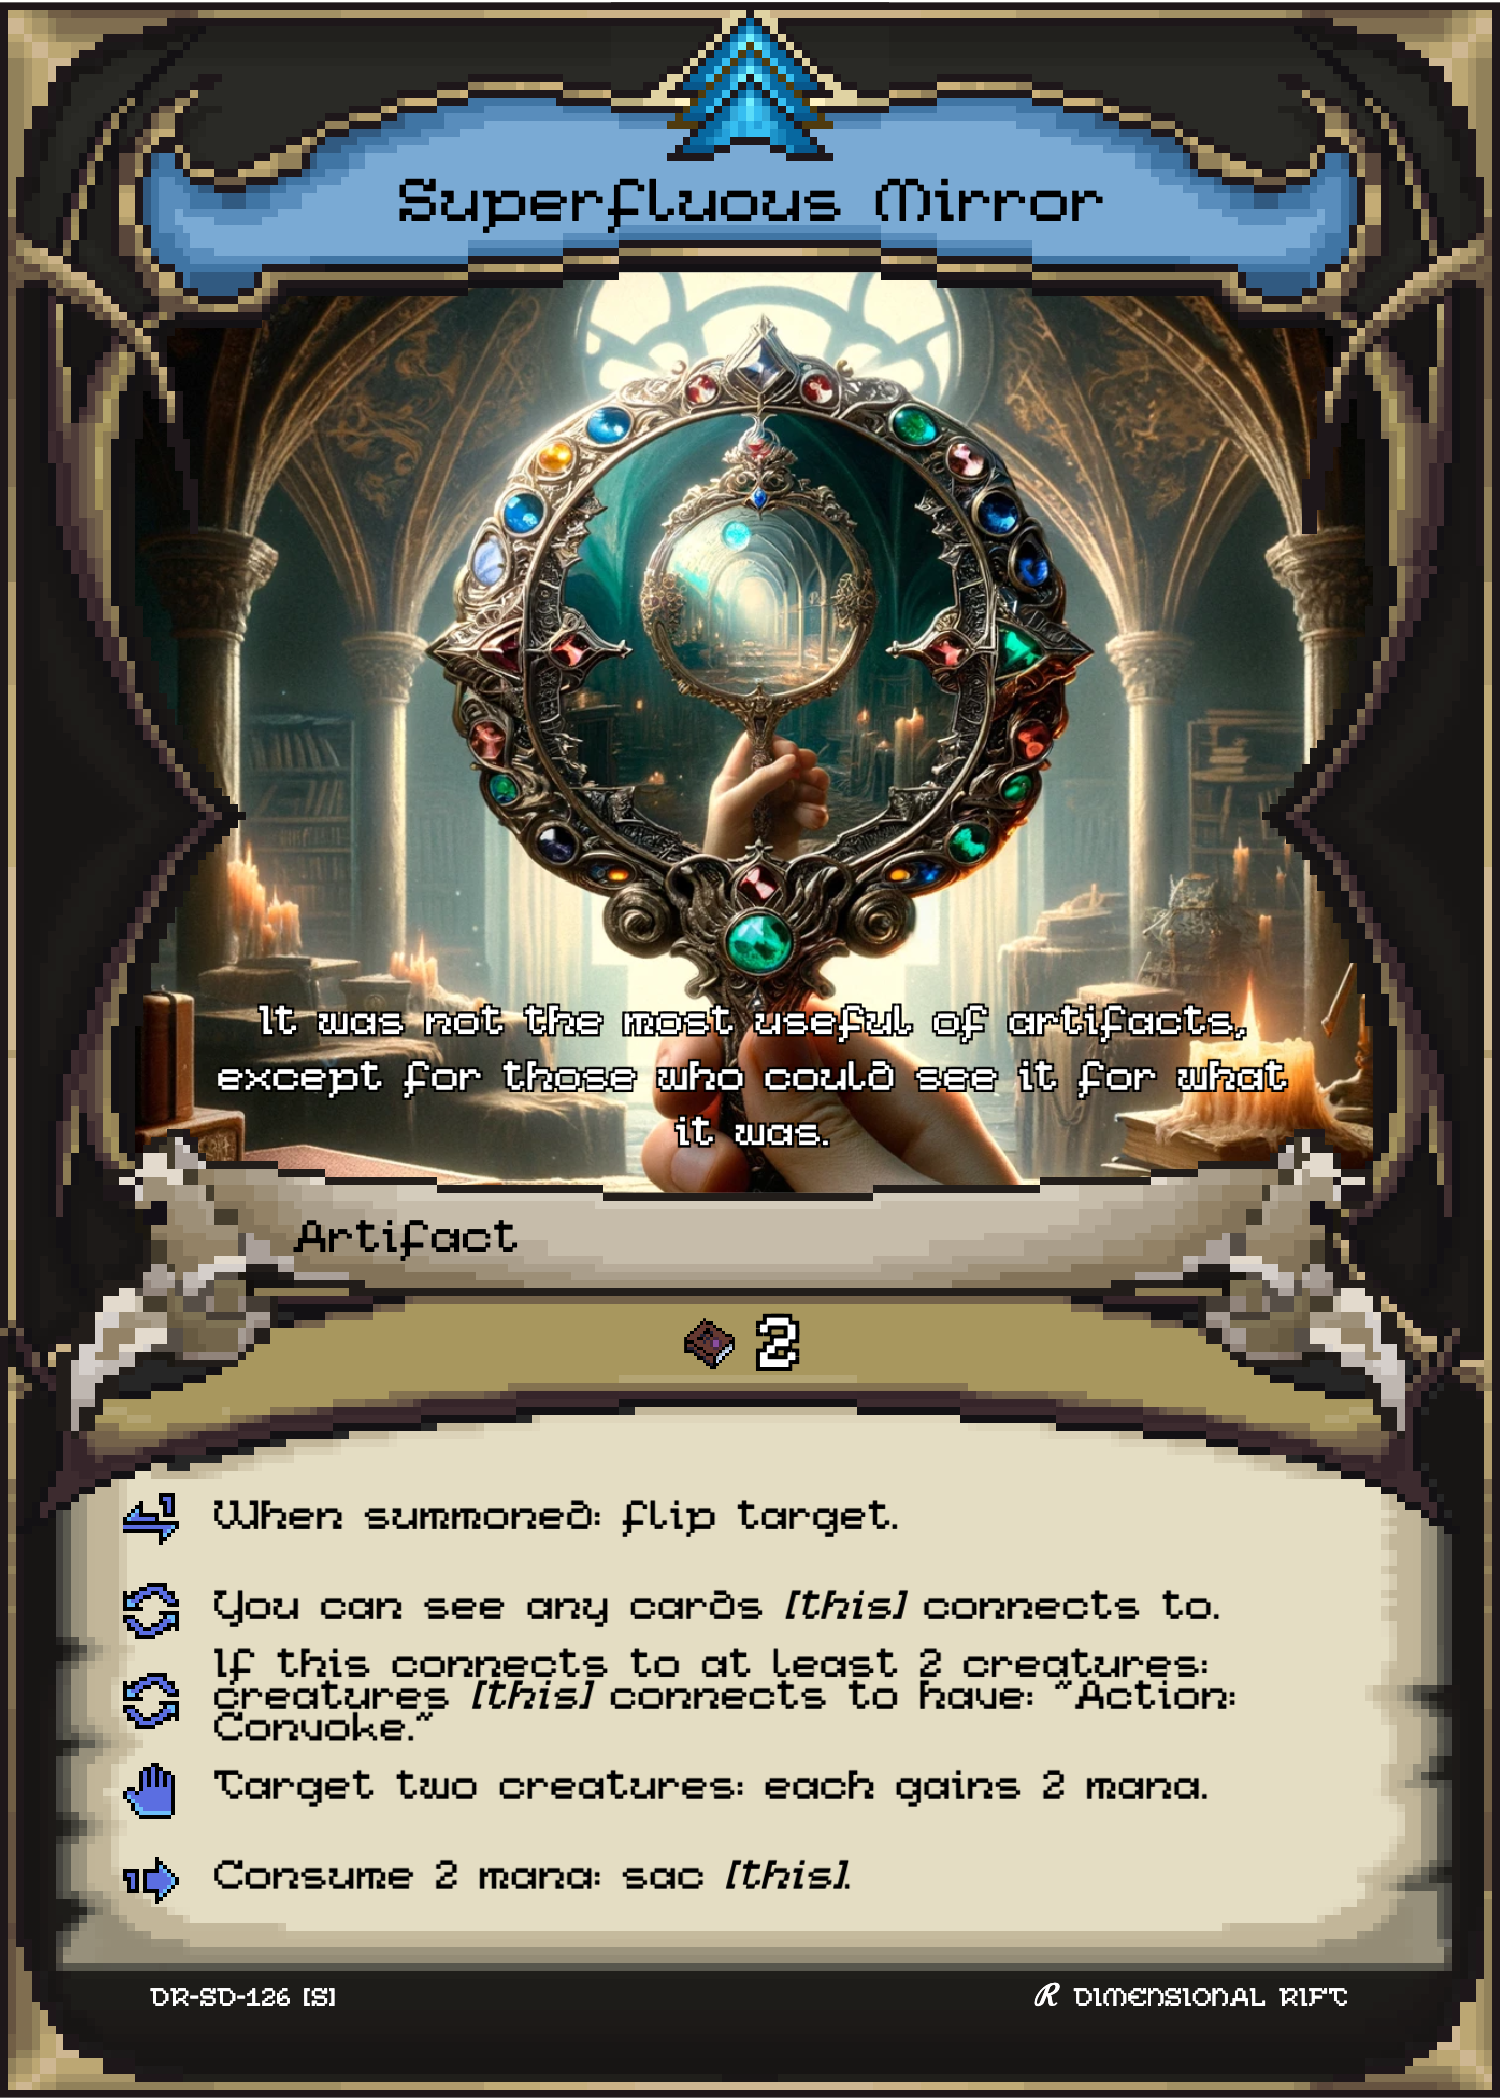 Superfluous Mirror
It was not the most useful of artifacts,
except for those who could see it for what
it was.
Artifact
2
When summoned: flip target.
You can see any cards [this] connects to.
If this connects to at least 2 creatures:
creatures [this] connects to have: "Action:
Convoke."
Target two creatures: each gains 2 mana.
1
Consume 2 mana: sac [this].
DR-SD-126 [S]
R DIMENSIONAL RIFT